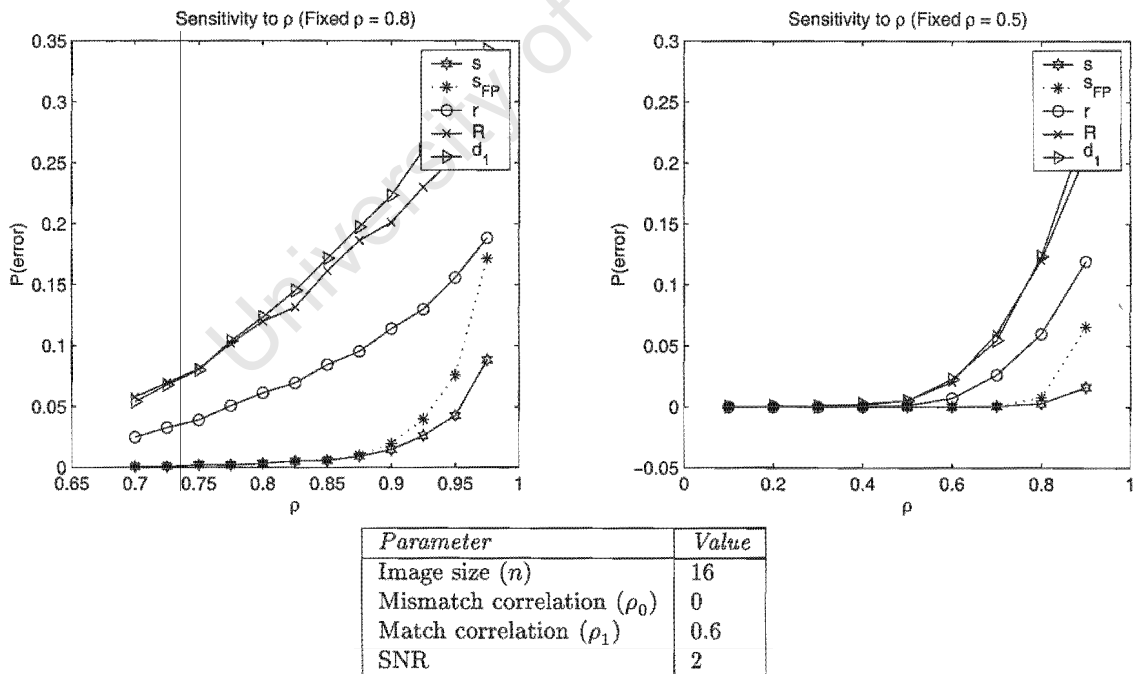 Sensitivity to ρ (Fixed ρ = 0.8)
0.35
0.3
0.25
0.2
0.15
0.1
0.05
0
P(error)
0.65
0.7
0.75
0.8
0.85
0.9
0.95
1
ρ
s
s_FP
r
R
d_1
Sensitivity to ρ (Fixed ρ = 0.5)
0.3
0.25
0.2
0.15
0.1
0.05
0
−0.05
P(error)
0
0.2
0.4
0.6
0.8
1
ρ
s
s_FP
r
R
d_1
University of
Parameter Value
Image size (n) 16
Mismatch correlation (ρ₀) 0
Match correlation (ρ₁) 0.6
SNR 2